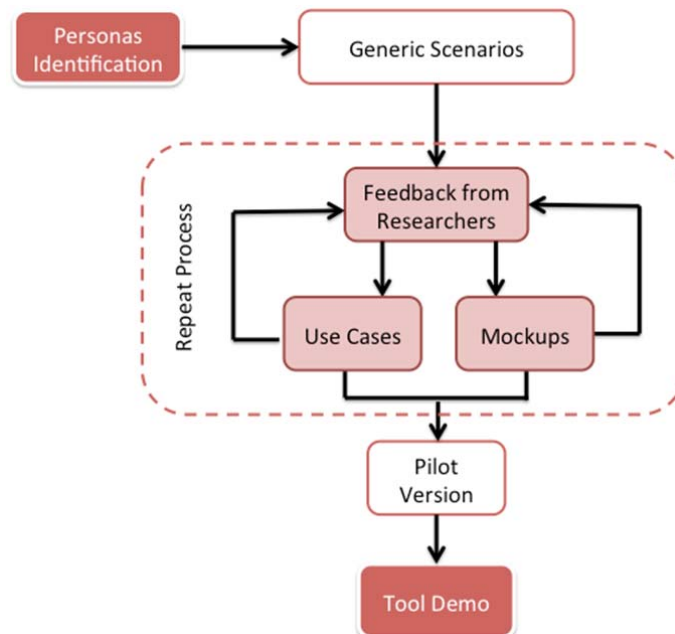 Personas
Identification
Generic Scenarios
Feedback from
Researchers
Repeat Process
Use Cases
Mockups
Pilot
Version
Tool Demo